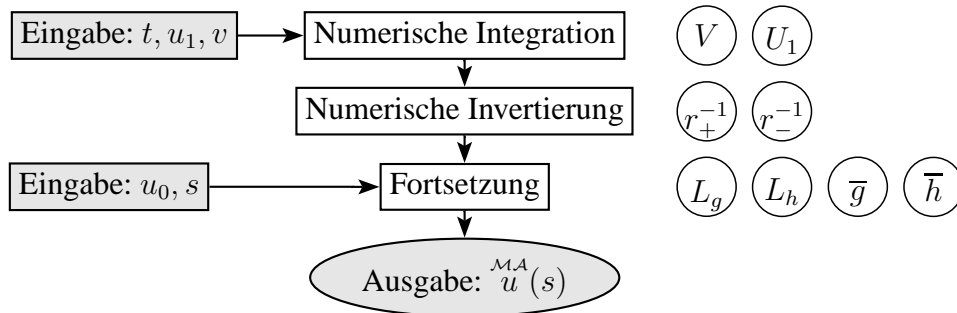 Eingabe: $t, u_1, v$ Numerische Integration $V$ $U_1$
Numerische Invertierung $r_+^{-1}$ $r_-^{-1}$
Eingabe: $u_0, s$ Fortsetzung $L_g$ $L_h$ $\overline{g}$ $\overline{h}$
Ausgabe: $\overset{\mathcal{MA}}{u}(s)$